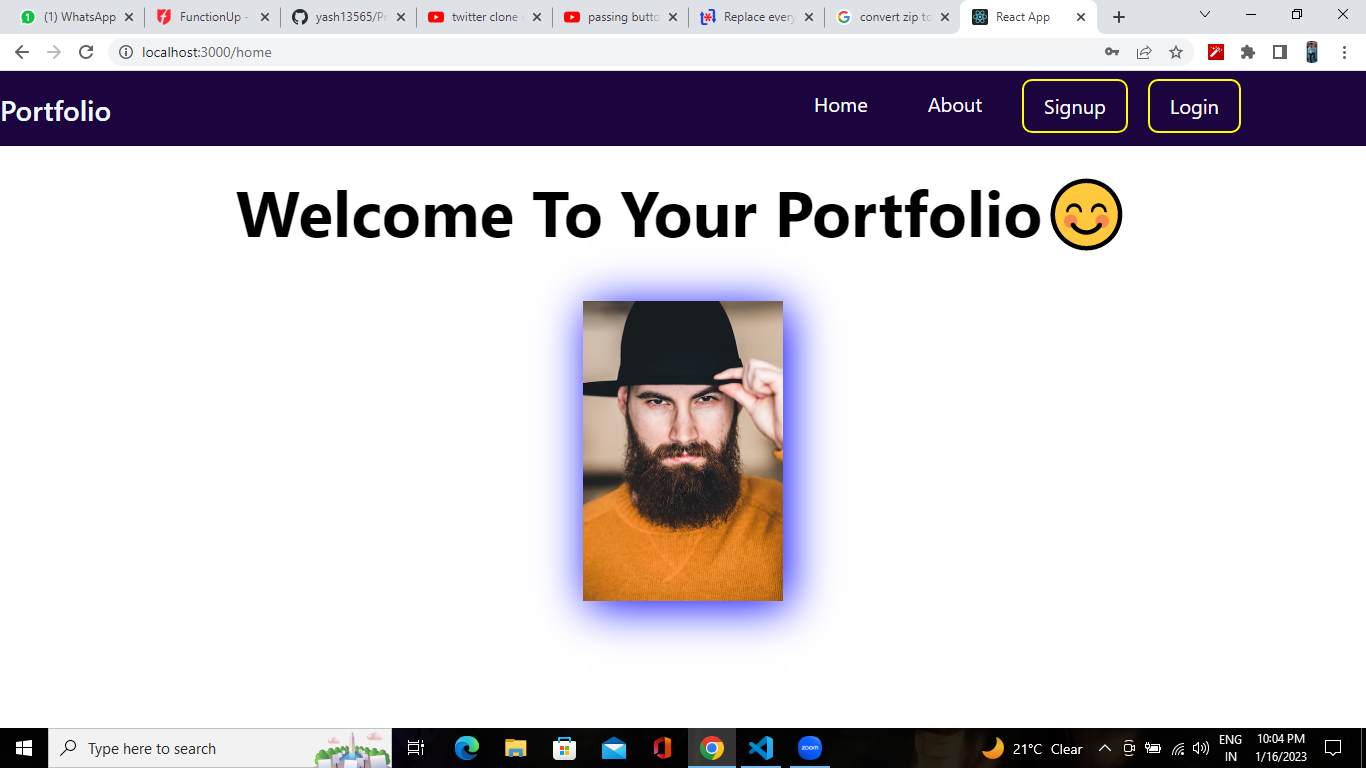 (1) WhatsApp
FunctionUp -
yash13565/Pr
twitter clone
passing butto
Replace every
convert zip to
React App
localhost:3000/home
Portfolio
Home
About
Signup
Login
Welcome To Your Portfolio😊
Type here to search
zoom
21°C Clear
ENG
IN
10:04 PM
1/16/2023